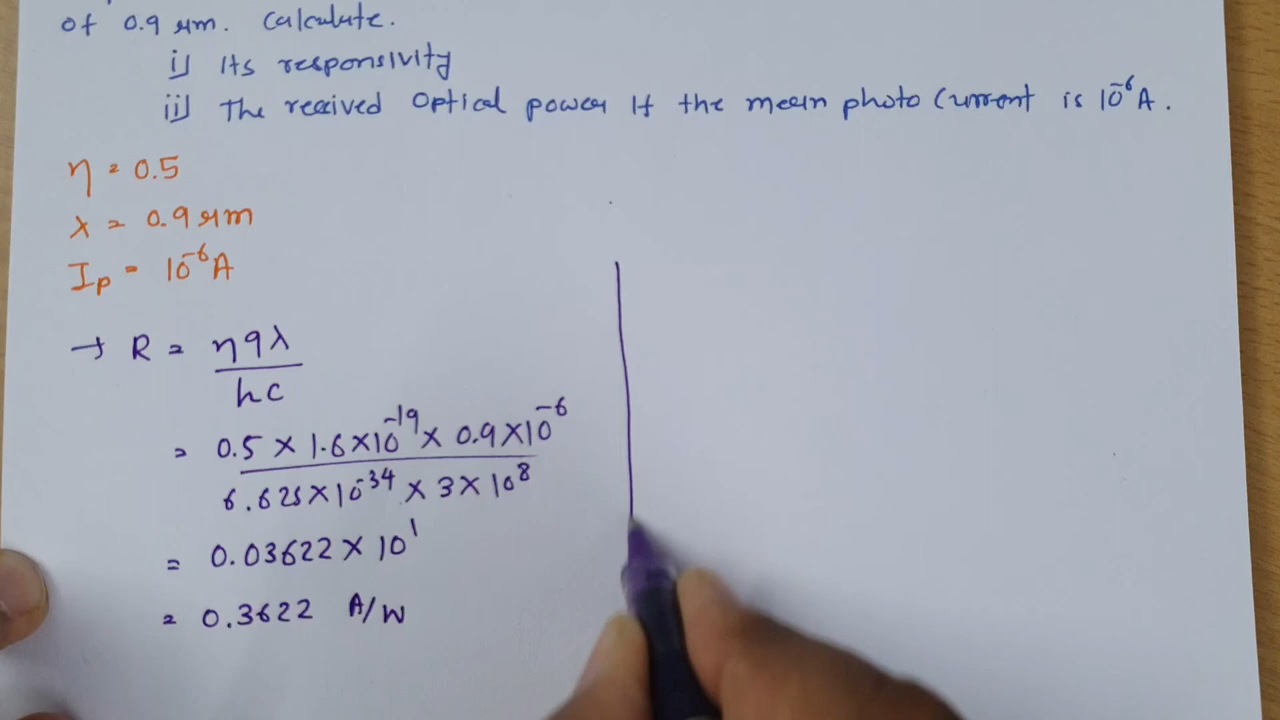 of 0.9 μm. Calculate.
i) Its responsivity
ii) The received Optical power If the mean photo Current is 10⁻⁶A.
η = 0.5
λ = 0.9 μm
Ip = 10⁻⁶A
→ R = ηqλ / hc
= 0.5 × 1.6×10⁻¹⁹ × 0.9×10⁻⁶ / 6.625×10⁻³⁴ × 3×10⁸
= 0.03622 × 10¹
= 0.3622 A/W